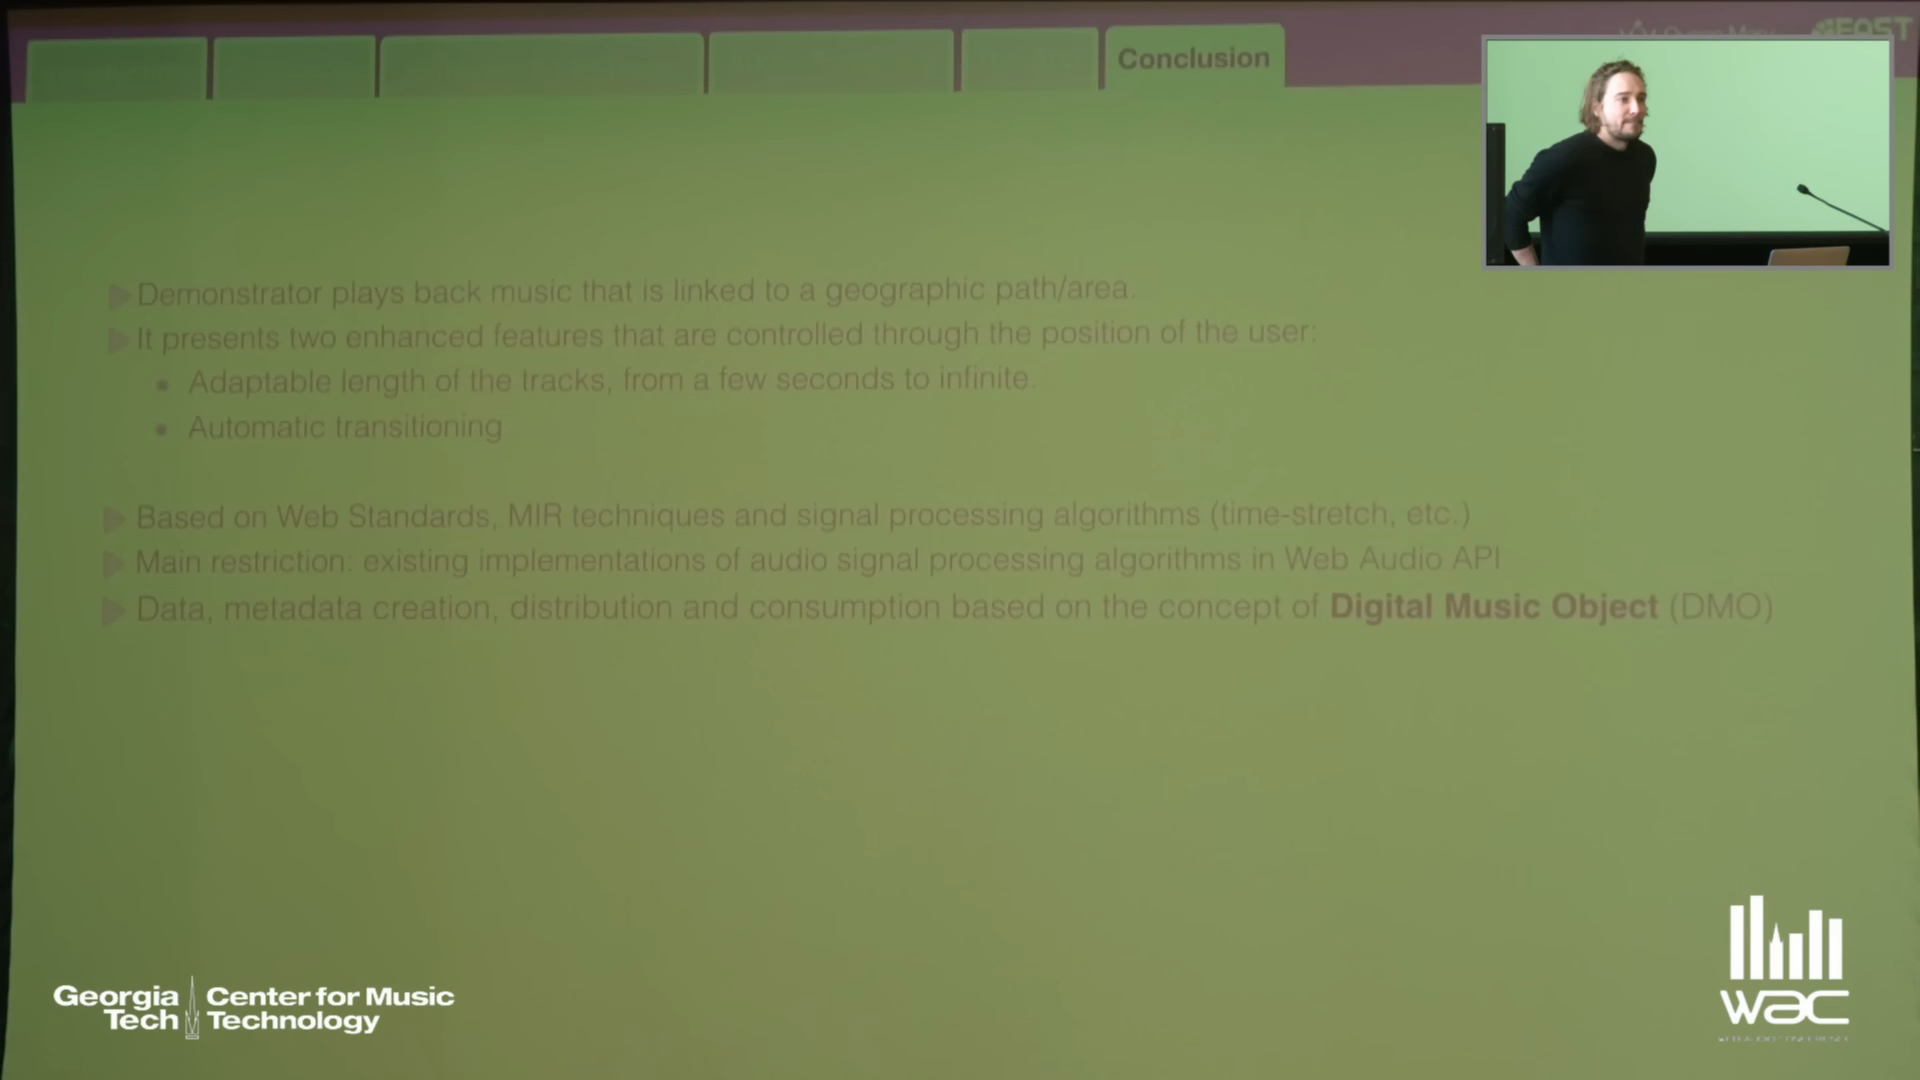 Conclusion
Demonstrator plays back music that is linked to a geographic path/area.
It presents two enhanced features that are controlled through the position of the user:
Adaptable length of the tracks, from a few seconds to infinite.
Automatic transitioning
Based on Web Standards, MIR techniques and signal processing algorithms (time-stretch, etc.)
Main restriction: existing implementations of audio signal processing algorithms in Web Audio API
Data, metadata creation, distribution and consumption based on the concept of Digital Music Object (DMO)
Georgia Tech
Center for Music Technology
wac